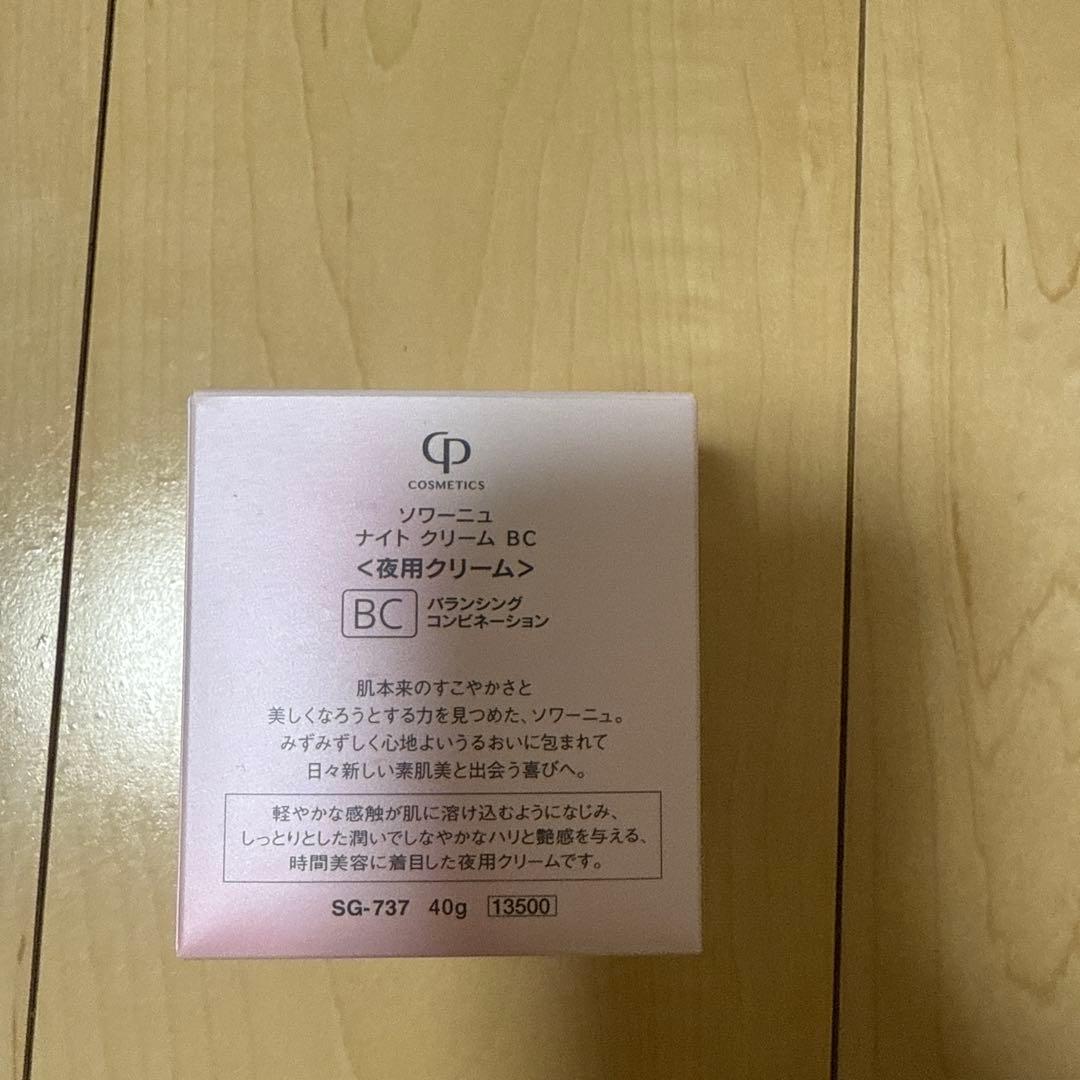 CP
COSMETICS
ソワーニュ
ナイト クリーム BC
<夜用クリーム>
BC バランシング
コンビネーション
肌本来のすこやかさと
美しくなろうとする力を見つめた、ソワーニュ。
みずみずしく心地よいうるおいに包まれて
日々新しい素肌美と出会う喜びへ。
軽やかな感触が肌に溶け込むようになじみ、
しっとりとした潤いでしなやかなハリと艶感を与える、
時間美容に着目した夜用クリームです。
SG-737 40g 13500